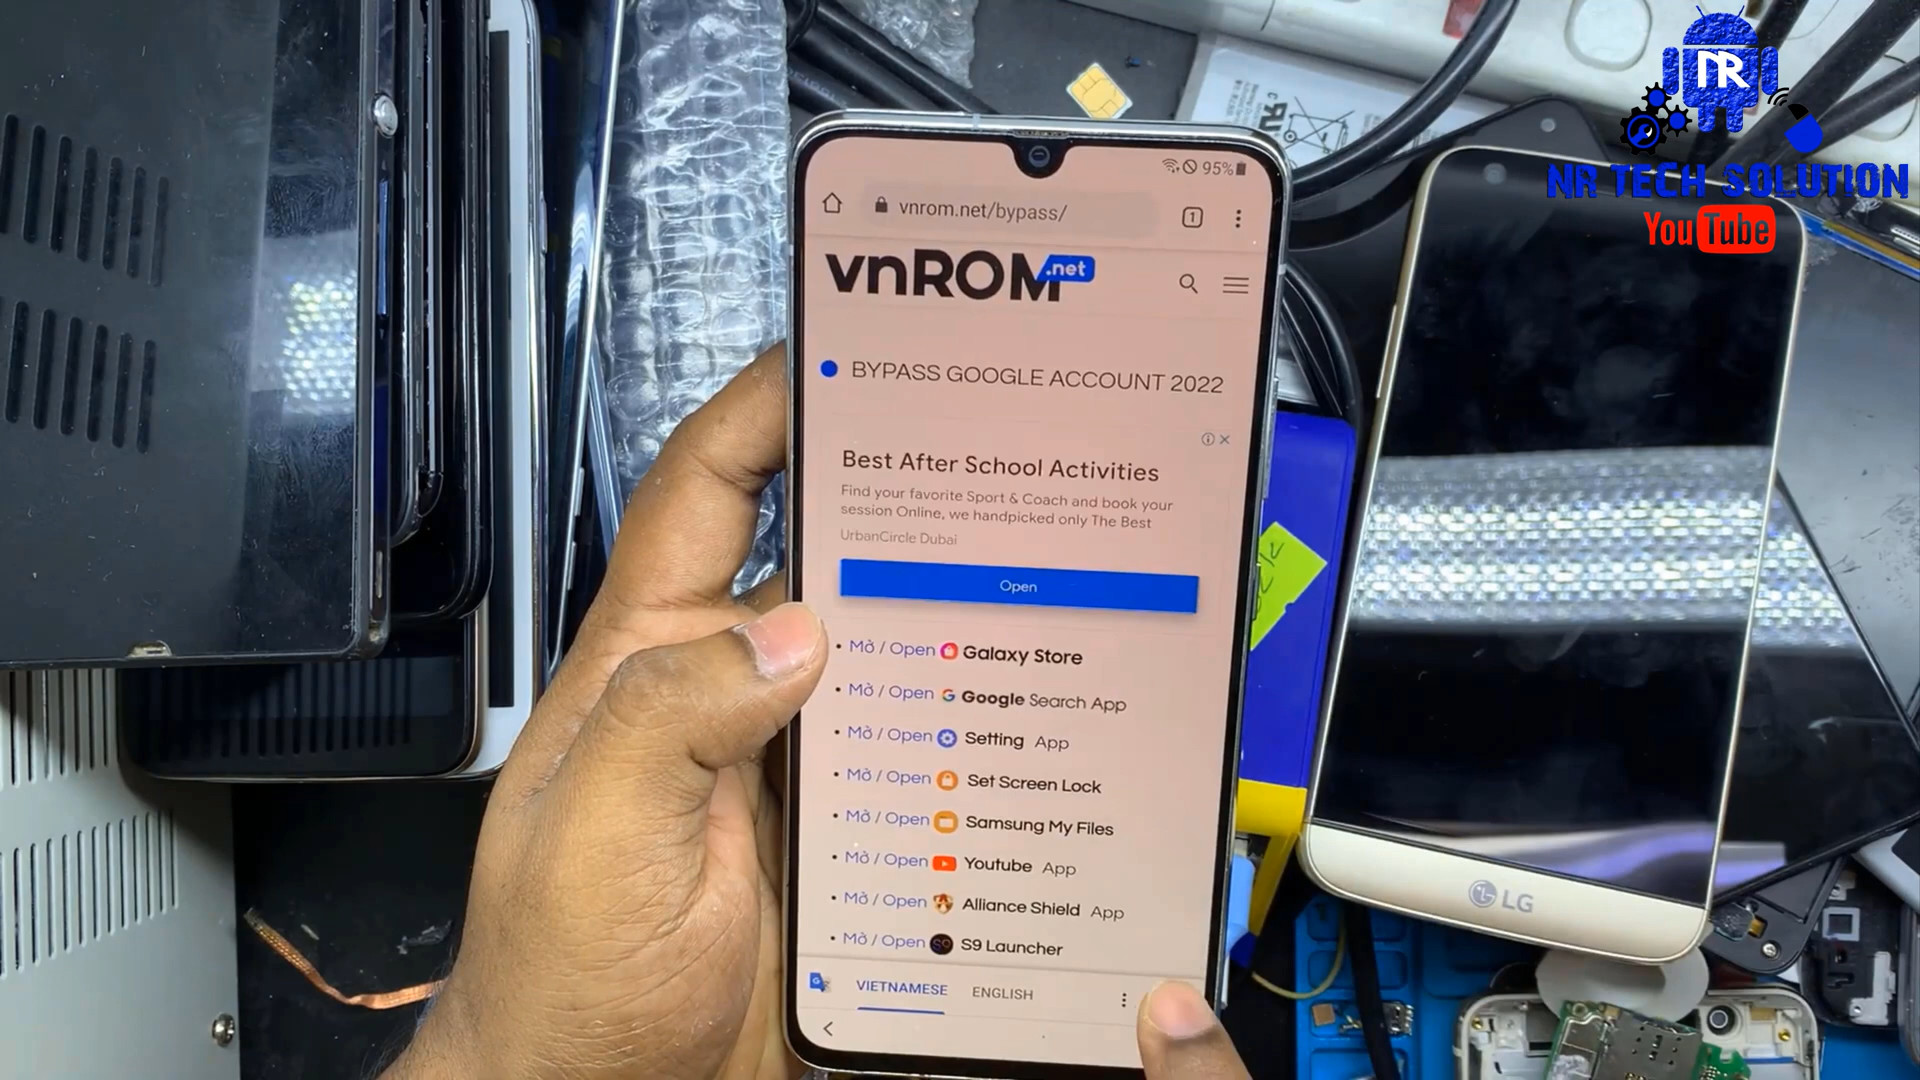 NR
NR TECH SOLUTION
YouTube
95%
vnrom.net/bypass/
1
vnROM.net
BYPASS GOOGLE ACCOUNT 2022
Best After School Activities
Find your favorite Sport & Coach and book your
session Online, we handpicked only The Best
UrbanCircle Dubai
Open
• Mở / Open Galaxy Store
• Mở / Open G Google Search App
• Mở / Open Setting App
• Mở / Open Set Screen Lock
• Mở / Open Samsung My Files
• Mở / Open Youtube App
• Mở / Open Alliance Shield App
• Mở / Open S9 S9 Launcher
VIETNAMESE ENGLISH
LG